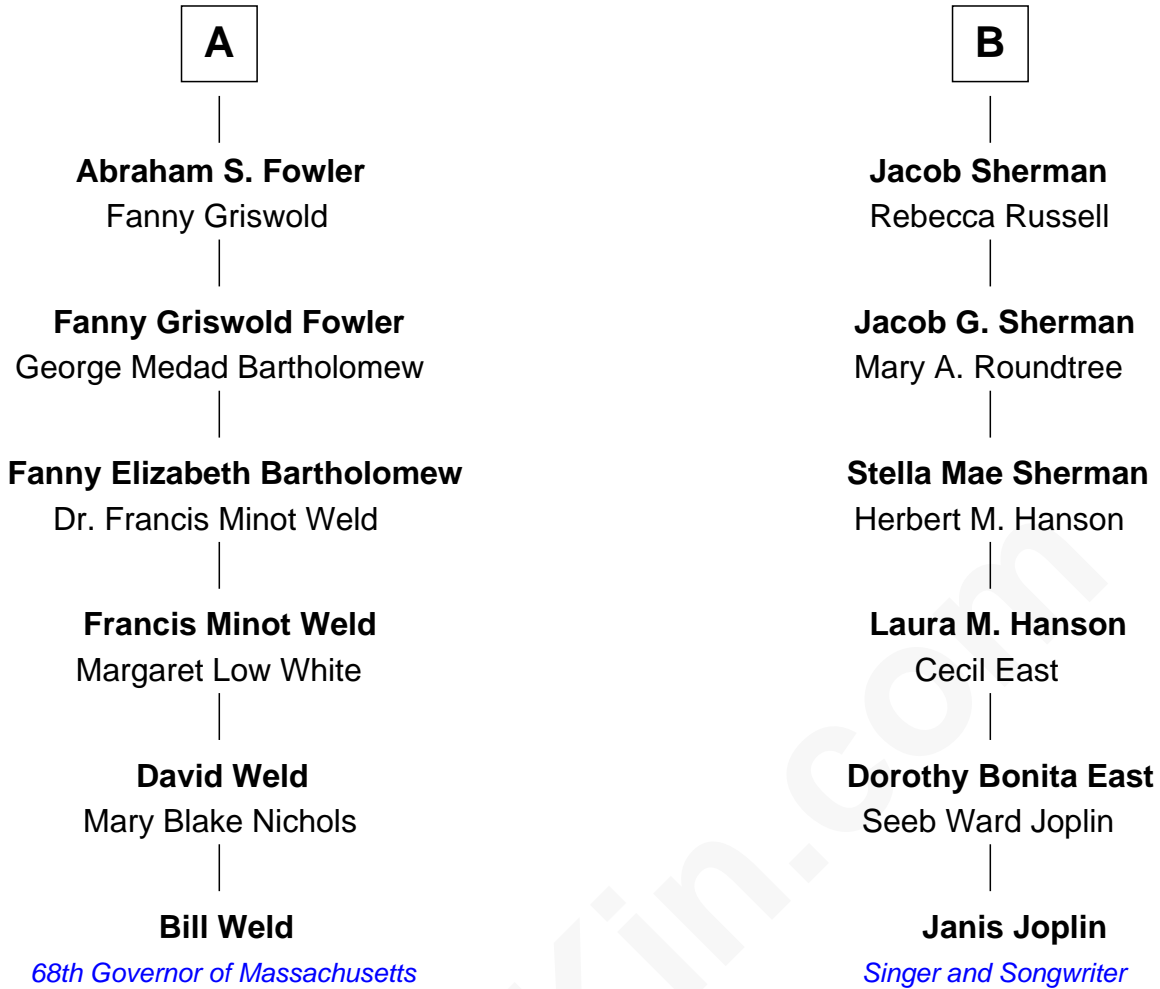 A
Abraham S. Fowler
Fanny Griswold
Fanny Griswold Fowler
George Medad Bartholomew
Fanny Elizabeth Bartholomew
Dr. Francis Minot Weld
Francis Minot Weld
Margaret Low White
David Weld
Mary Blake Nichols
Bill Weld
68th Governor of Massachusetts
B
Jacob Sherman
Rebecca Russell
Jacob G. Sherman
Mary A. Roundtree
Stella Mae Sherman
Herbert M. Hanson
Laura M. Hanson
Cecil East
Dorothy Bonita East
Seeb Ward Joplin
Janis Joplin
Singer and Songwriter
Kin.com